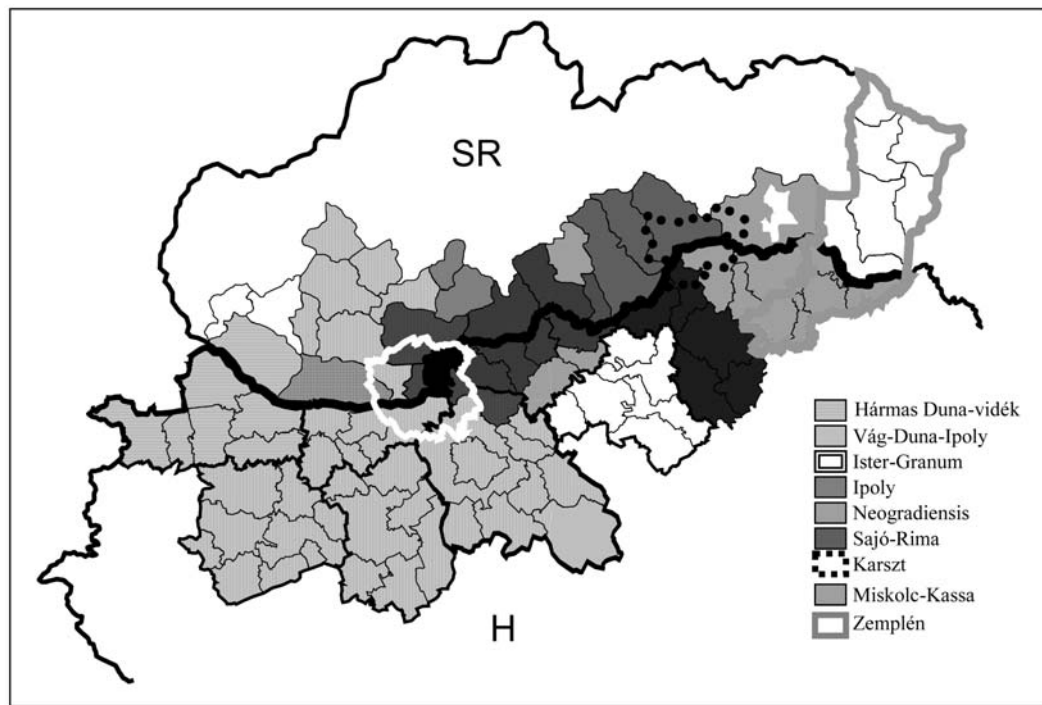 SR
H
Hármas Duna-vidék
Vág-Duna-Ipoly
Ister-Granum
Ipoly
Neogradiensis
Sajó-Rima
Karszt
Miskolc-Kassa
Zemplén